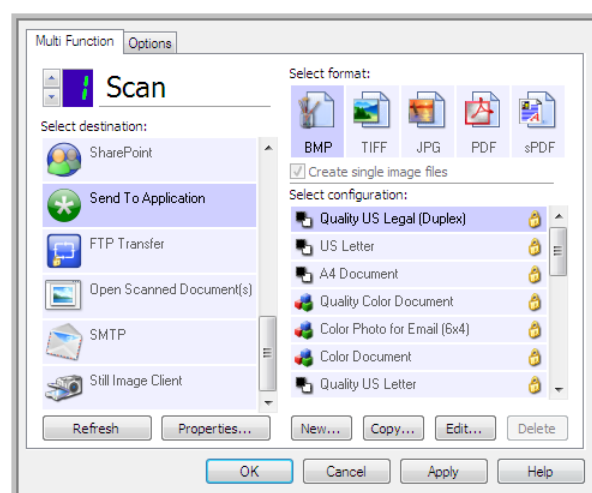 Multi Function
Options
1
Scan
Select destination:
SharePoint
Send To Application
FTP Transfer
Open Scanned Document(s)
SMTP
Still Image Client
Refresh
Properties...
Select format:
BMP
TIFF
JPG
PDF
sPDF
Create single image files
Select configuration:
Quality US Legal (Duplex)
US Letter
A4 Document
Quality Color Document
Color Photo for Email (6x4)
Color Document
Quality US Letter
New...
Copy...
Edit...
Delete
OK
Cancel
Apply
Help